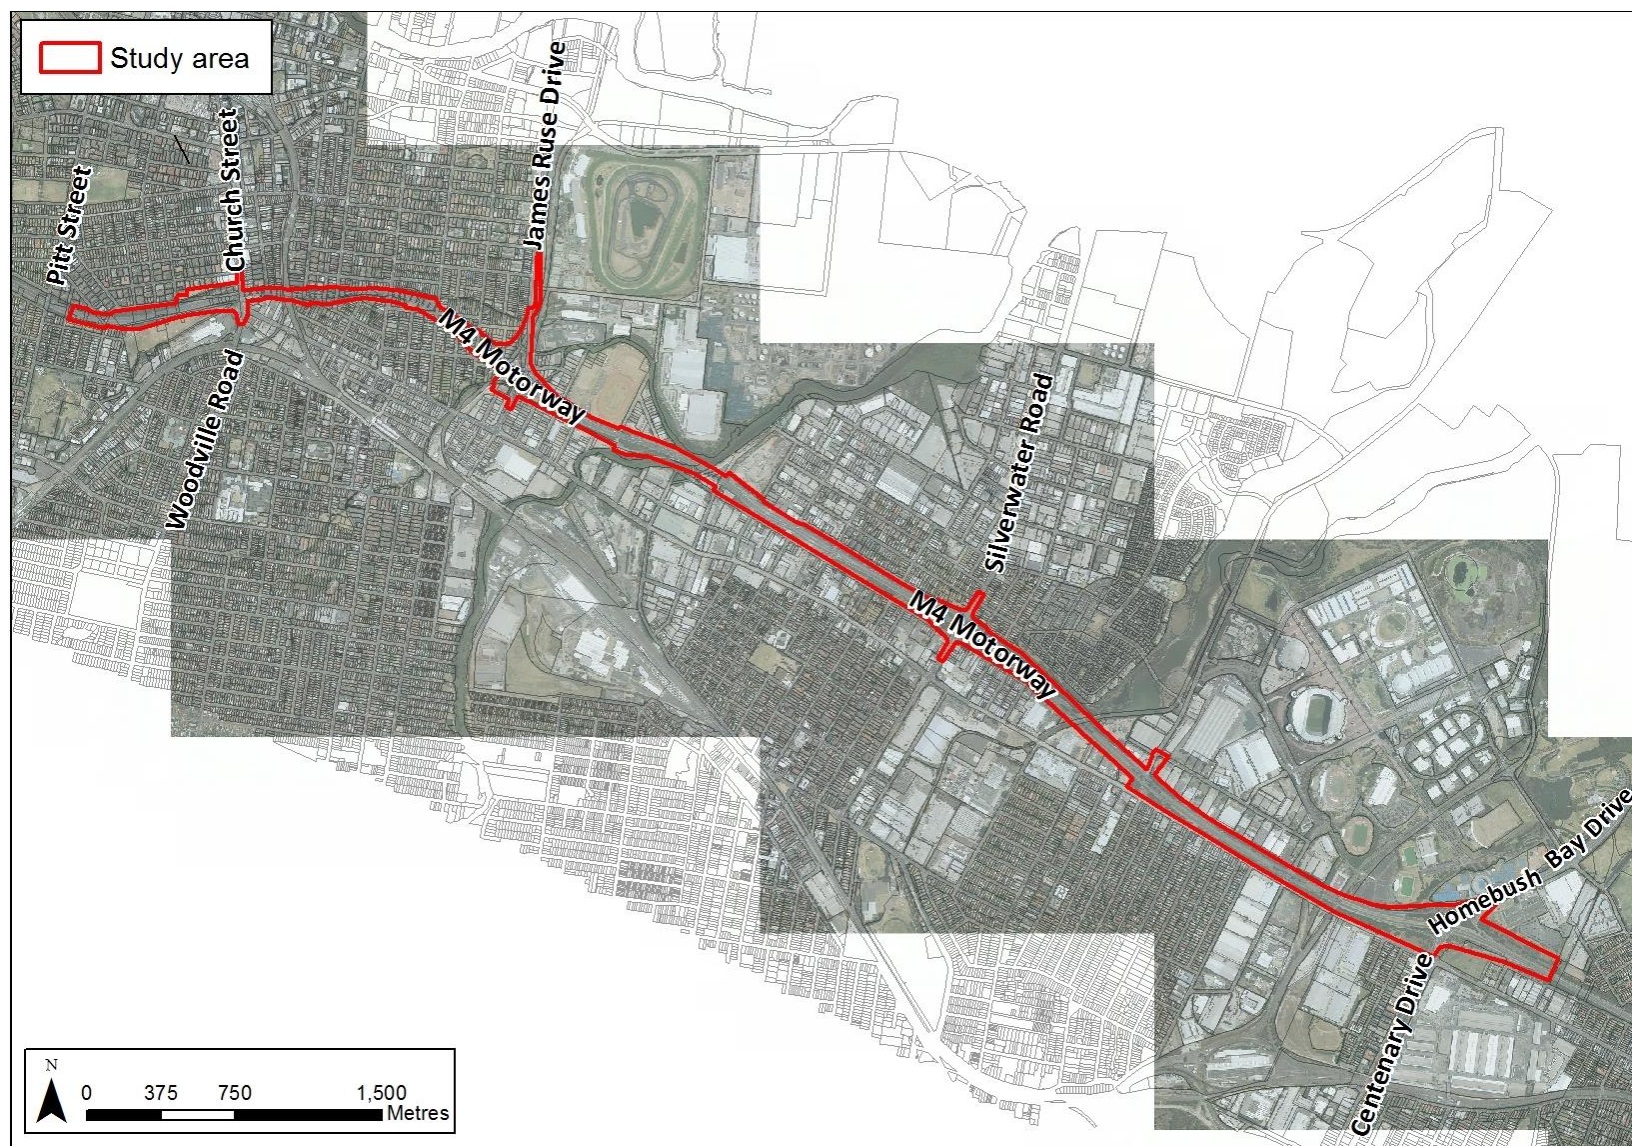 Study area
James Ruse Drive
Church Street
Pitt Street
M4 Motorway
Woodville Road
Silverwater Road
M4 Motorway
Homebush Bay Drive
Centenary Drive
N
0 375 750 1,500
Metres